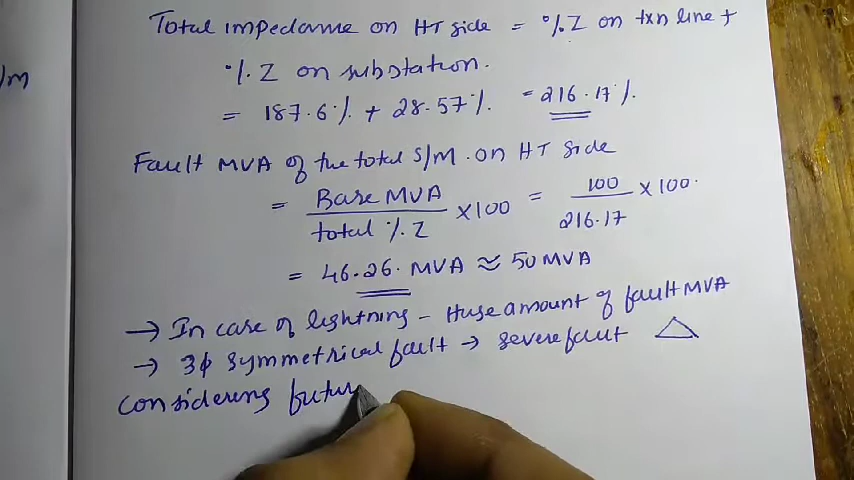 Total impedance on HT side = %Z on txn line +
/m
%Z on substation.
= 187.6% + 28.57% = 216.17%.
Fault MVA of the total S/M. on HT side
= Base MVA / total %Z × 100 = 100 / 216.17 × 100.
= 46.26. MVA ≈ 50 MVA
→ In case of lightning - Huse amount of fault MVA
→ 3φ symmetrical fault → severe fault
considering futur